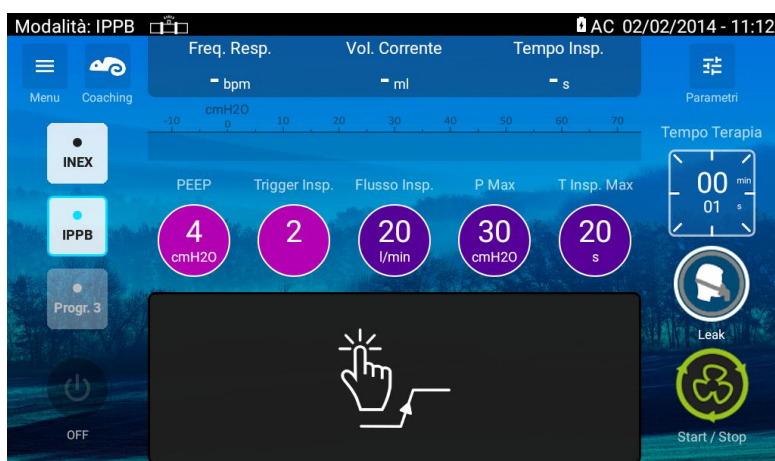 Modalità: IPPB
AC 02/02/2014 - 11:12
Menu
Coaching
Freq. Resp.
- bpm
Vol. Corrente
- ml
Tempo Insp.
- s
Parametri
cmH2O
-10 0 10 20 30 40 50 60 70
Tempo Terapia
00 min
01 s
INEX
IPPB
Progr. 3
OFF
PEEP
4
cmH2O
Trigger Insp.
2
Flusso Insp.
20
l/min
P Max
30
cmH2O
T Insp. Max
20
s
Leak
Start / Stop